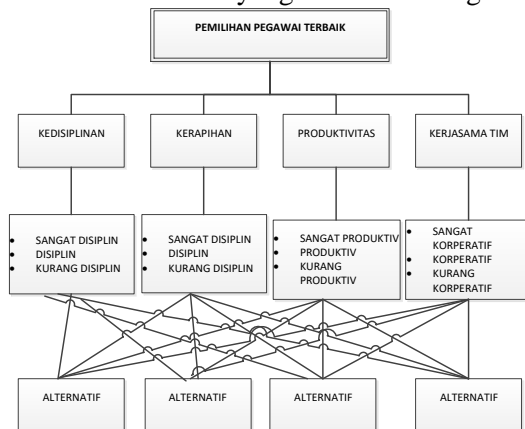 PEMILIHAN PEGAWAI TERBAIK
KEDISIPLINAN
KERAPIHAN
PRODUKTIVITAS
KERJASAMA TIM
• SANGAT DISIPLIN
• DISIPLIN
• KURANG DISIPLIN
• SANGAT DISIPLIN
• DISIPLIN
• KURANG DISIPLIN
• SANGAT PRODUKTIV
• PRODUKTIV
• KURANG
PRODUKTIV
• SANGAT
KORPERATIF
• KORPERATIF
• KURANG
KORPERATIF
ALTERNATIF
ALTERNATIF
ALTERNATIF
ALTERNATIF